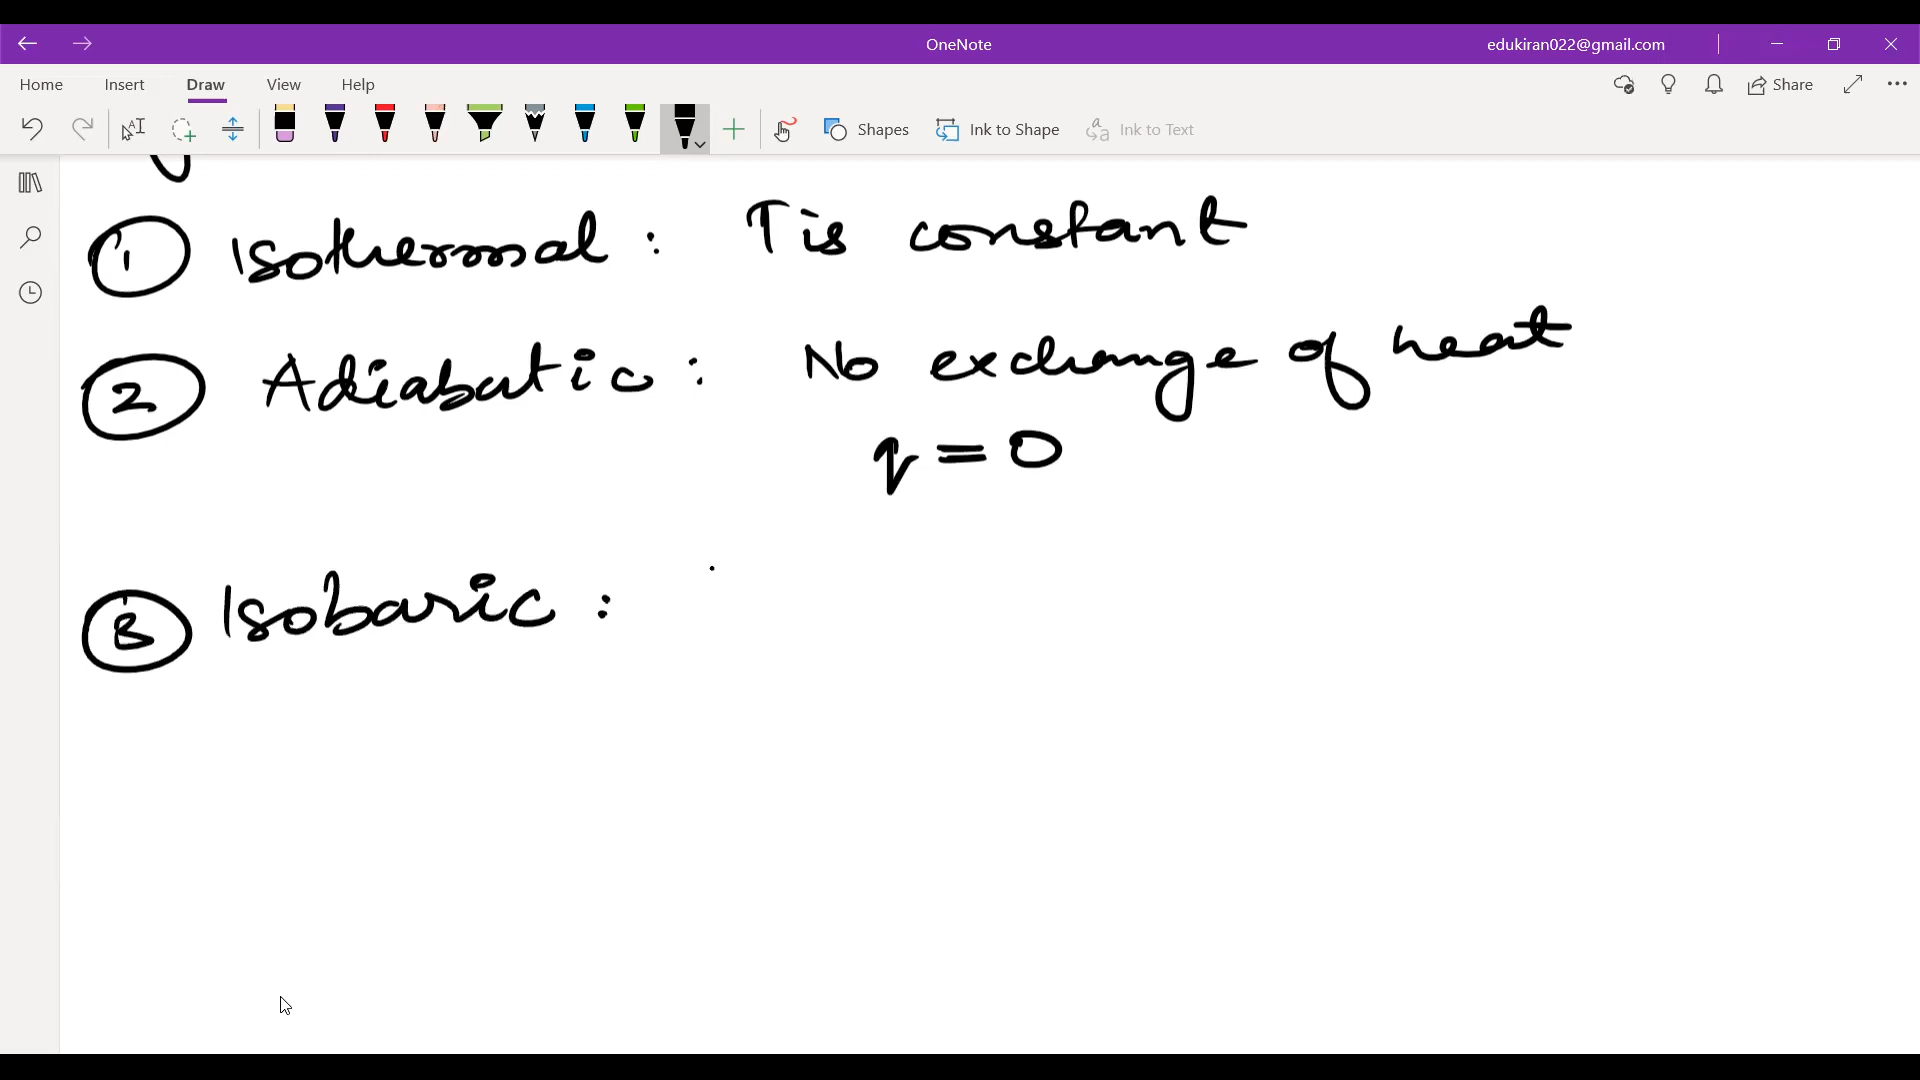 OneNote
edukiran022@gmail.com
Home Insert Draw View Help
Share
Shapes Ink to Shape Ink to Text
① Isothermal : T is constant
② Adiabatic : No exchange of heat
q = 0
③ Isobaric :